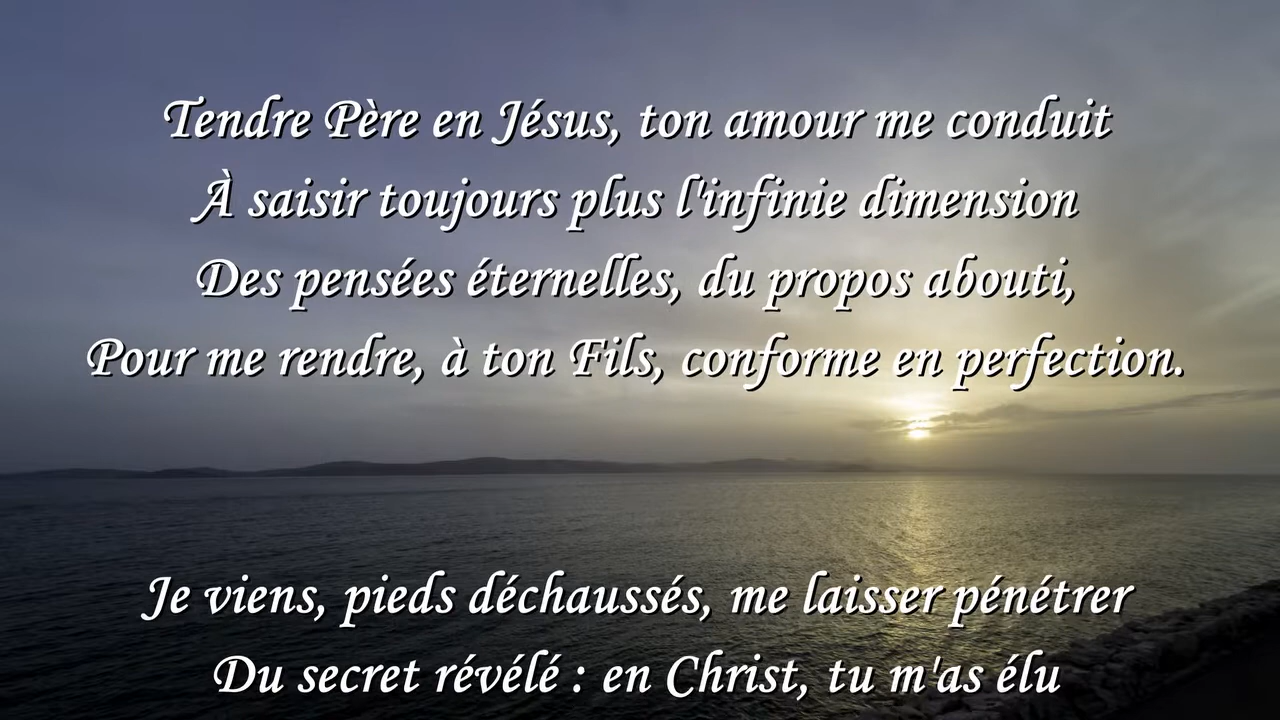 Tendre Père en Jésus, ton amour me conduit
À saisir toujours plus l'infinie dimension
Des pensées éternelles, du propos abouti,
Pour me rendre, à ton Fils, conforme en perfection.
Je viens, pieds déchaussés, me laisser pénétrer
Du secret révélé : en Christ, tu m'as élu